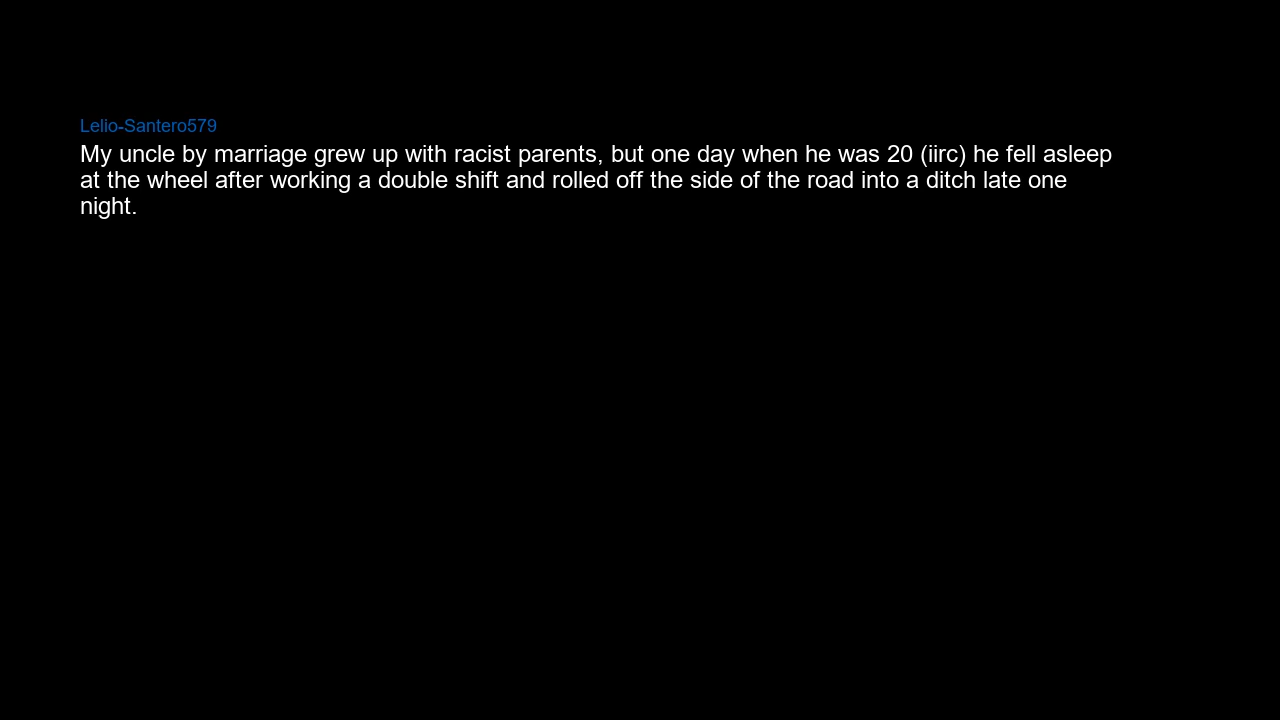 Lelio-Santero579
My uncle by marriage grew up with racist parents, but one day when he was 20 (iirc) he fell asleep
at the wheel after working a double shift and rolled off the side of the road into a ditch late one
night.